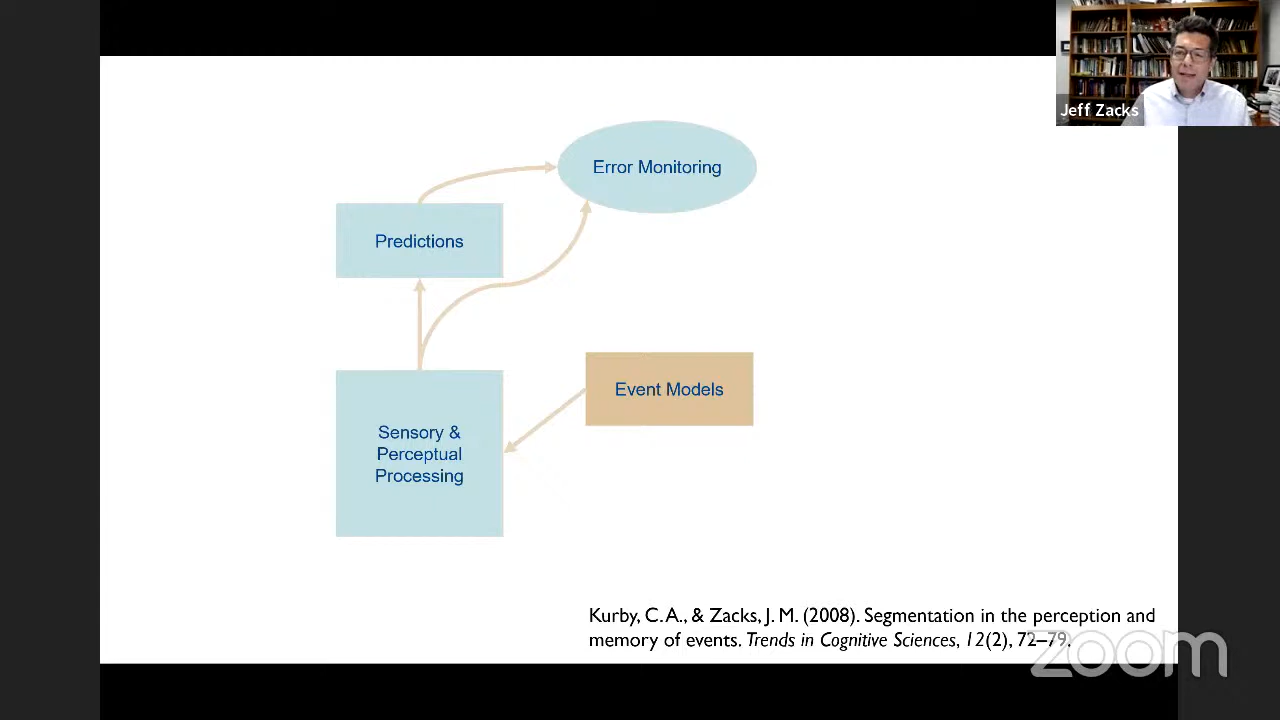 Jeff Zacks
Error Monitoring
Predictions
Event Models
Sensory &
Perceptual
Processing
Kurby, C. A., & Zacks, J. M. (2008). Segmentation in the perception and
memory of events. Trends in Cognitive Sciences, 12(2), 72–79.
zoom